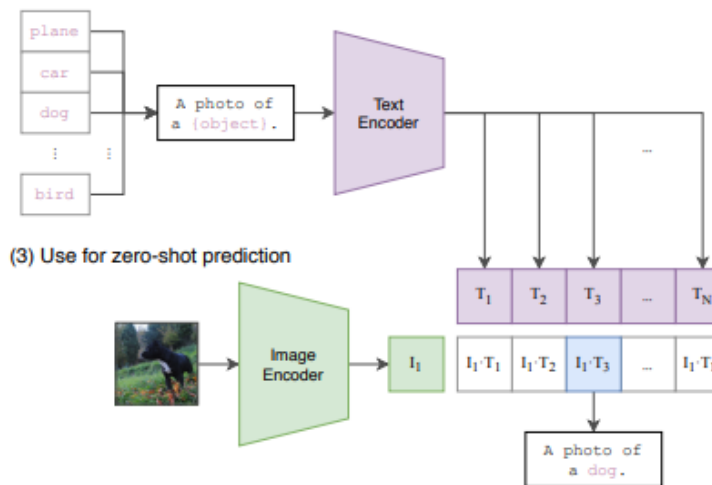 plane
car
dog
⋮ ⋮
bird
A photo of
a {object}.
Text
Encoder
...
(3) Use for zero-shot prediction
T1 T2 T3 ... TN
Image
Encoder
I1
I1·T1 I1·T2 I1·T3 ... I1·T
A photo of
a dog.